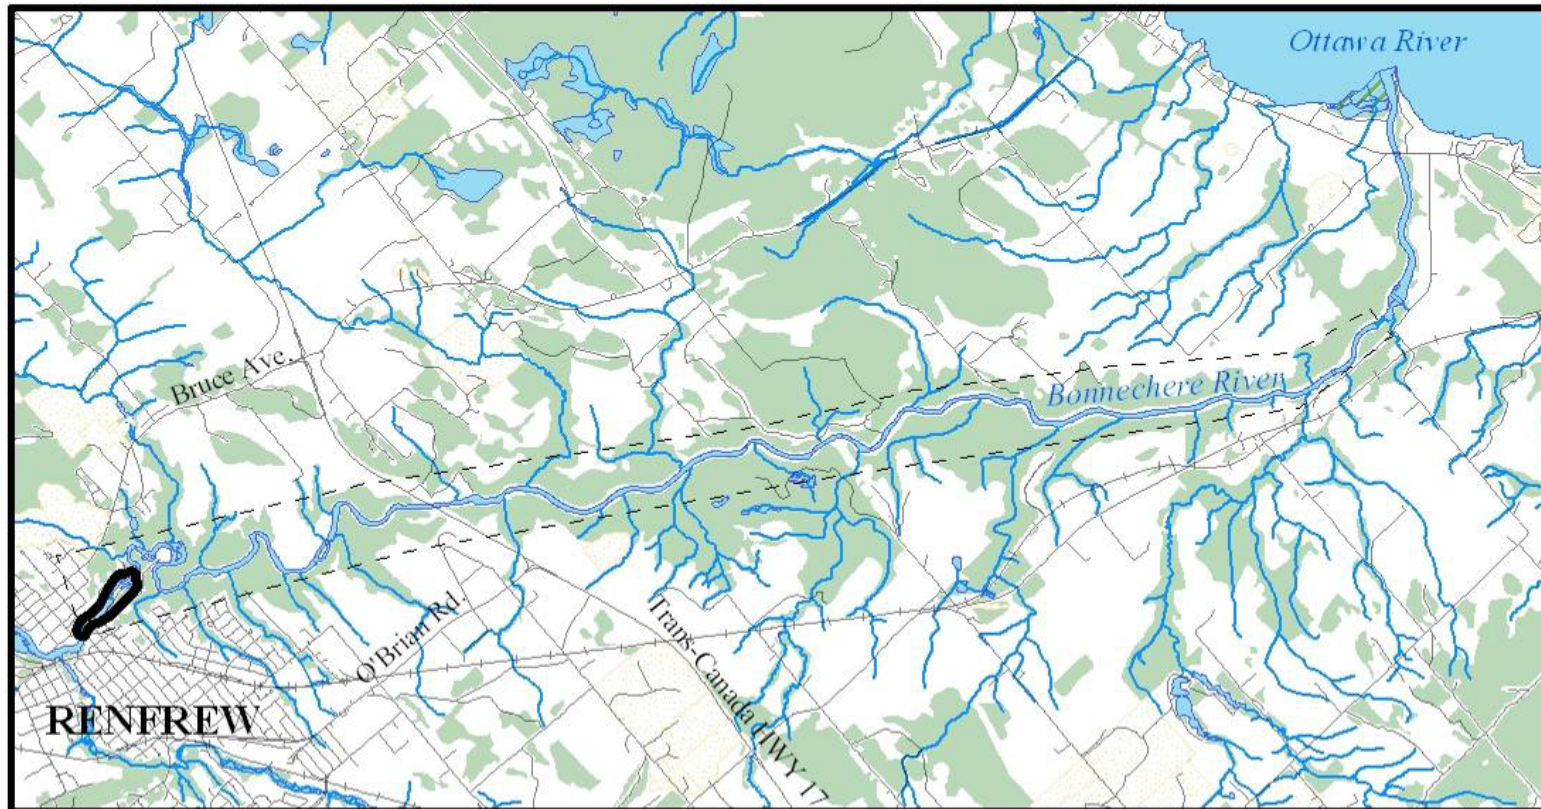 Ottawa River
Bruce Ave.
Bonnechere River
O'Brian Rd.
Trans-Canada HWY 17
RENFREW